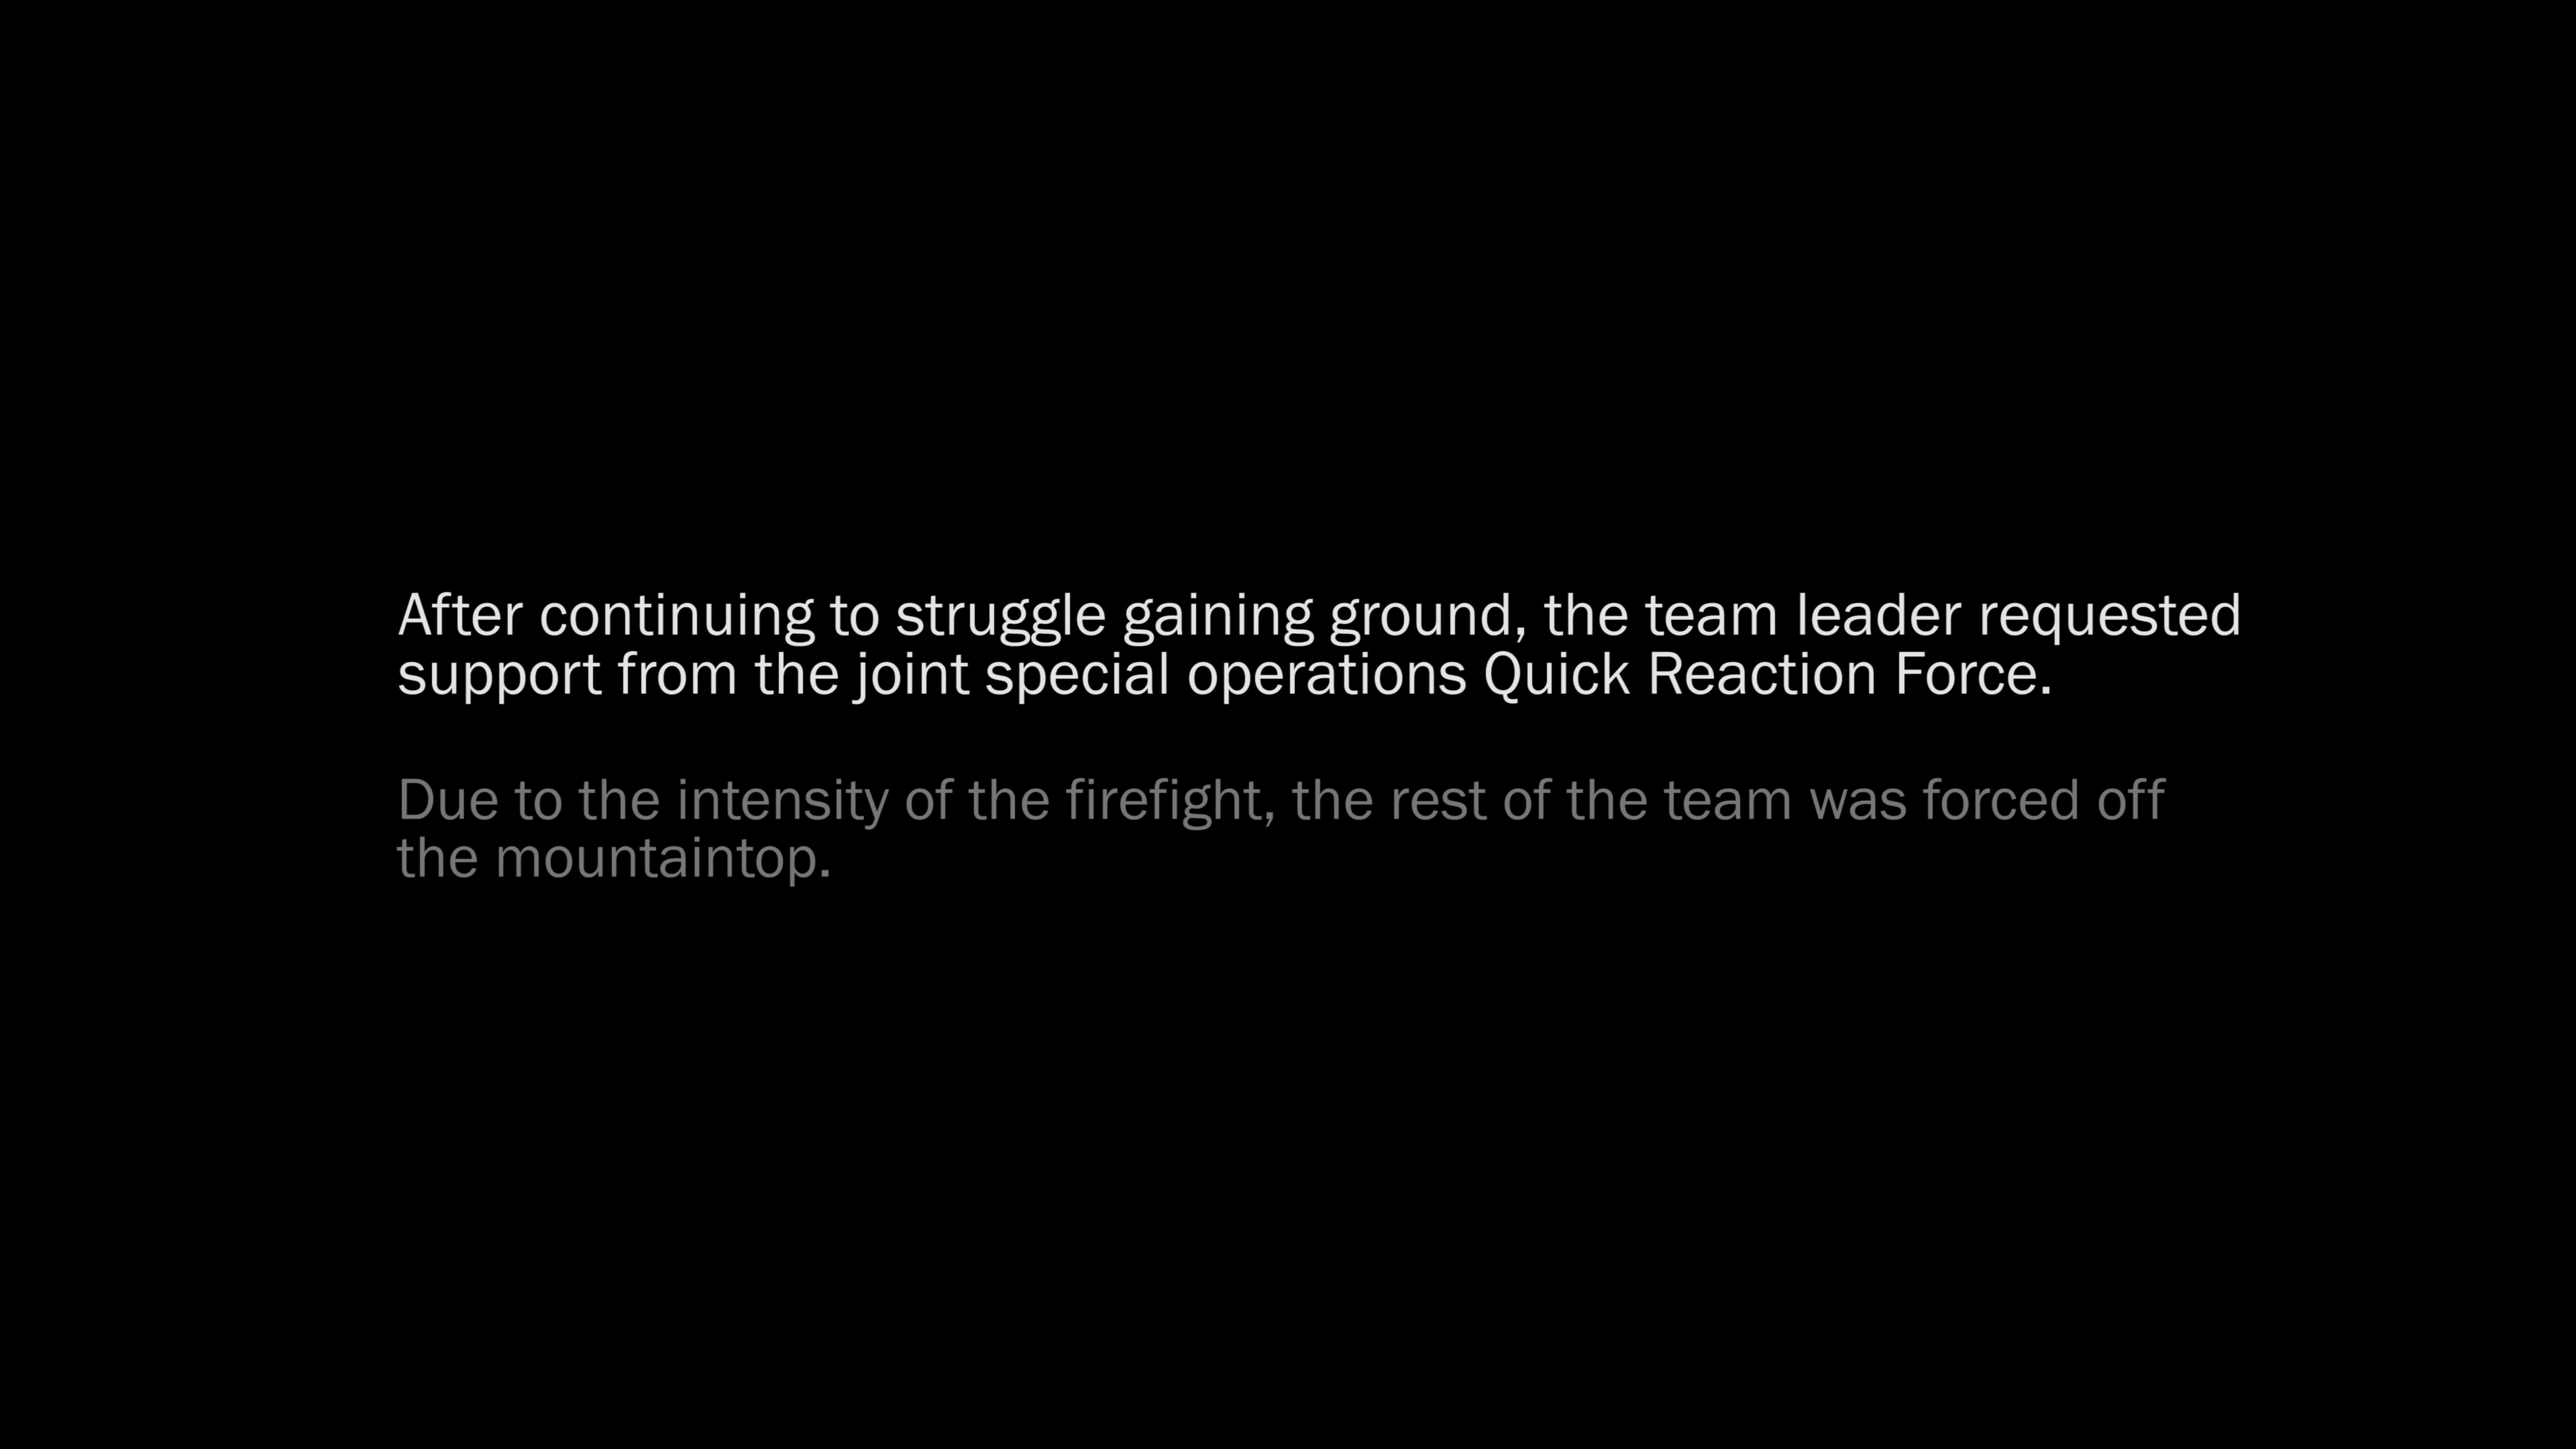 After continuing to struggle gaining ground, the team leader requested
support from the joint special operations Quick Reaction Force.
Due to the intensity of the firefight, the rest of the team was forced off
the mountaintop.